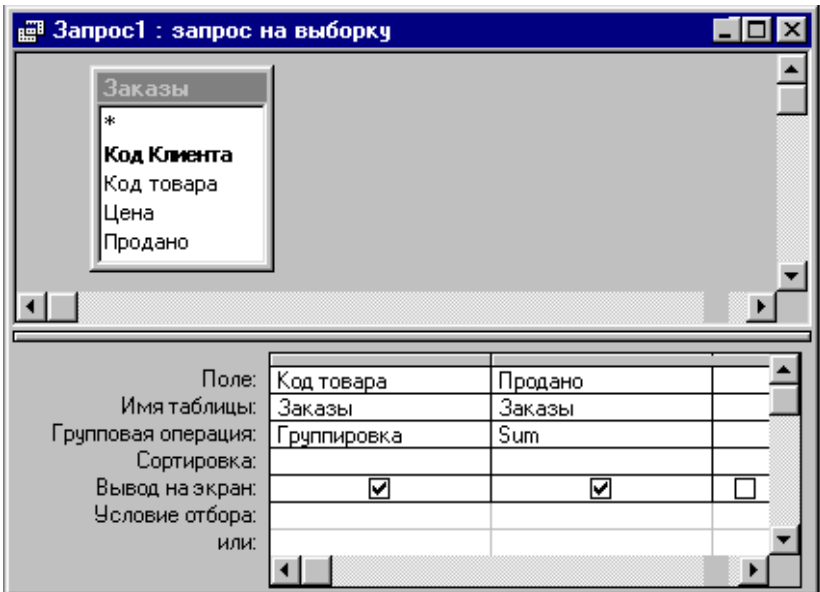 Запрос1 : запрос на выборку
Заказы
*
Код Клиента
Код товара
Цена
Продано
Поле: Код товара Продано
Имя таблицы: Заказы Заказы
Групповая операция: Группировка Sum
Сортировка:
Вывод на экран:
Условие отбора:
или: